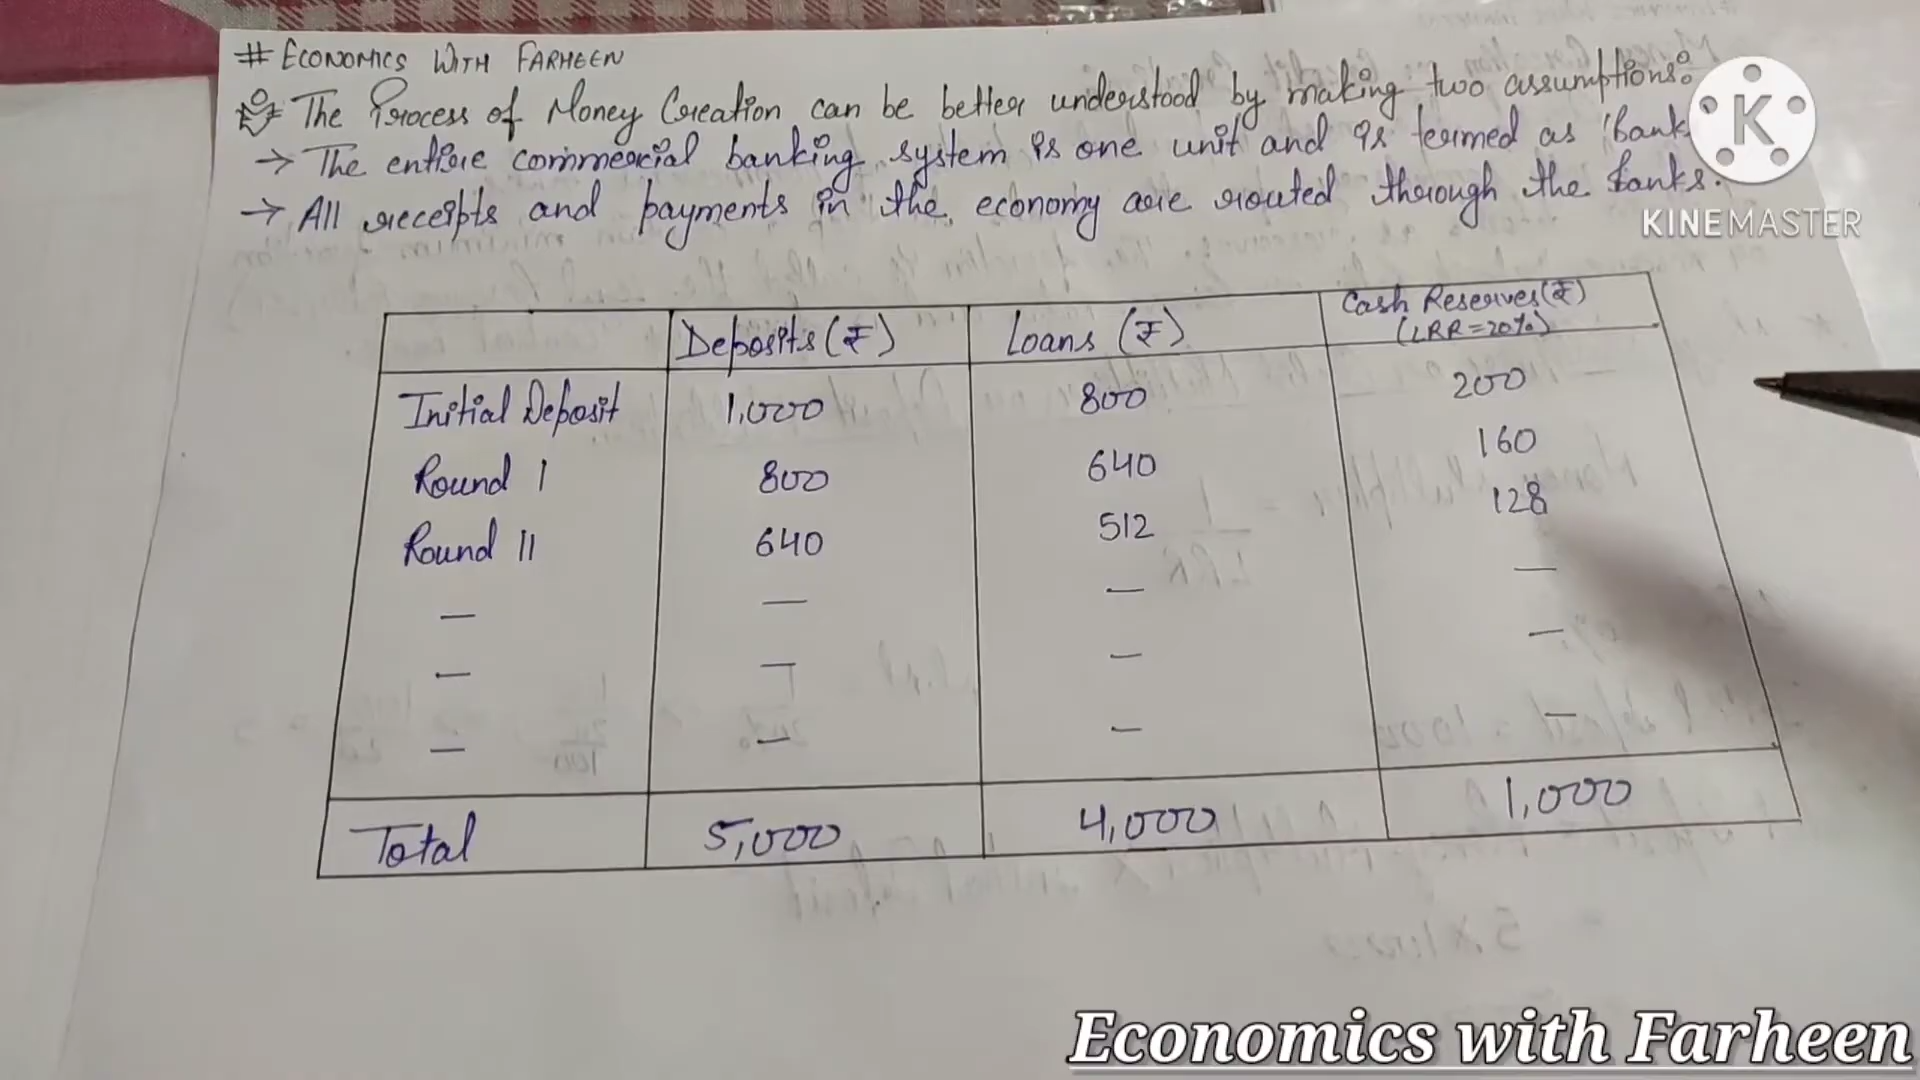 # ECONOMICS WITH FARHEEN
The Process of Money Creation can be better understood by making two assumptions:
→ The entire commercial banking system is one unit and is termed as 'Bank
→ All receipts and payments in the economy are routed through the banks.
K
KINEMASTER
Deposits (₹) Loans (₹) Cash Reserves (₹) (LRR = 20%)
Initial Deposit 1,000 800 200
Round I 800 640 160
Round II 640 512 128
— — — —
— — — —
— — — —
Total 5,000 4,000 1,000
Economics with Farheen